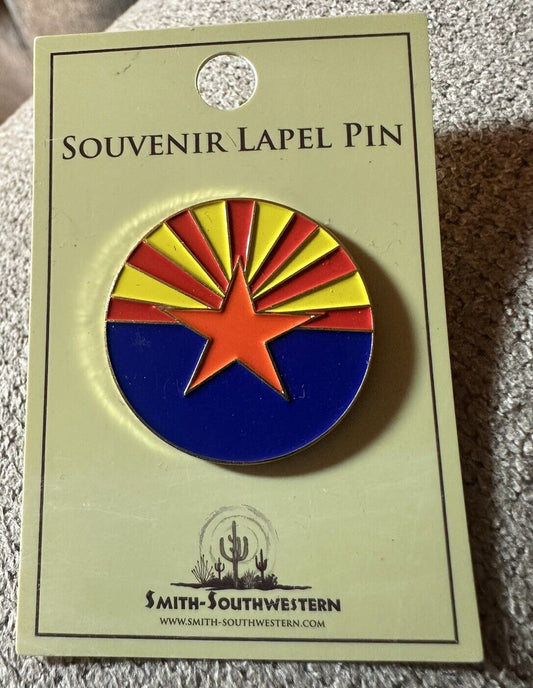 SOUVENIR LAPEL PIN
SMITH-SOUTHWESTERN
WWW.SMITH-SOUTHWESTERN.COM